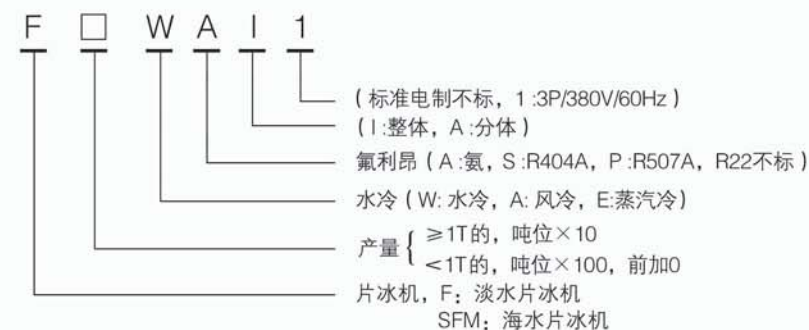 F □ W A I 1
（标准电制不标，1 :3P/380V/60Hz）
（I :整体，A :分体）
氟利昂（A :氨，S :R404A，P :R507A，R22不标）
水冷（W: 水冷，A: 风冷，E:蒸汽冷）
产量 { ≥1T的，吨位×10
<1T的，吨位×100，前加0
片冰机，F：淡水片冰机
SFM：海水片冰机